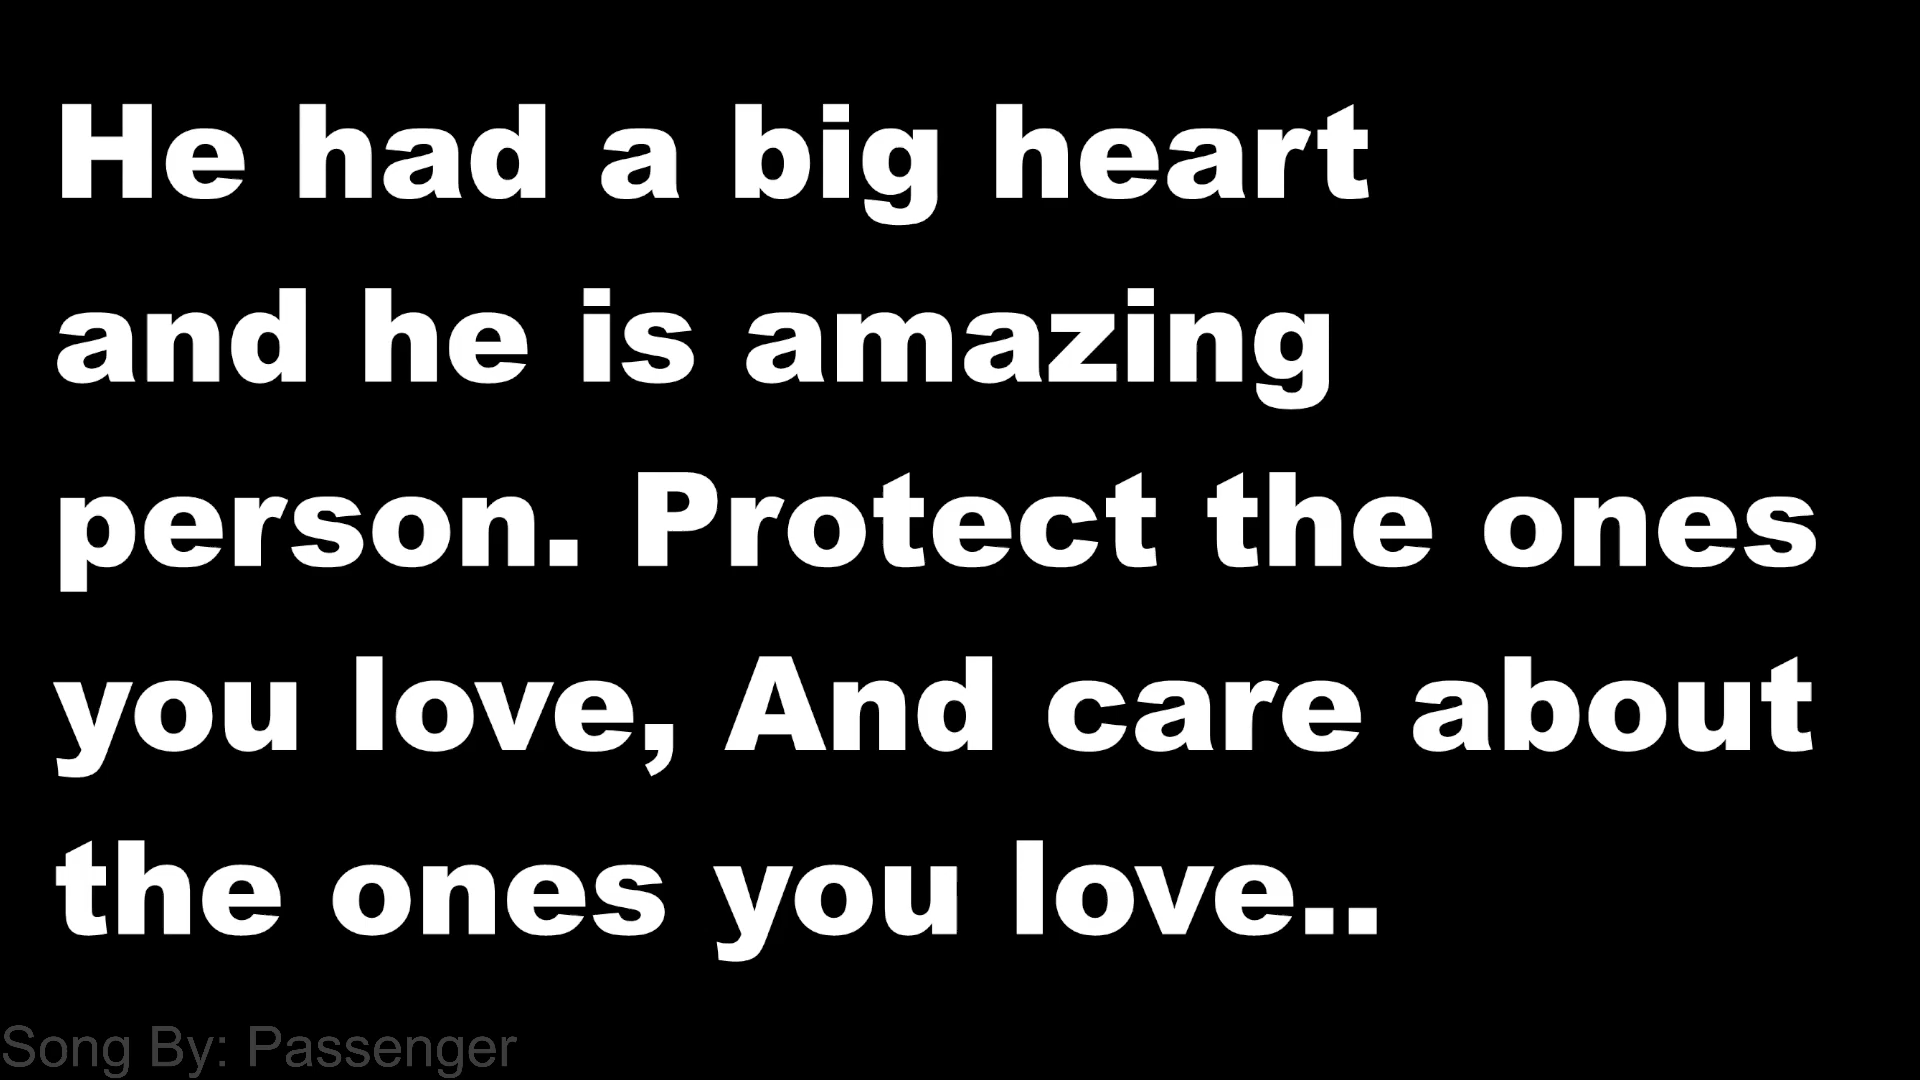 He had a big heart
and he is amazing
person. Protect the ones
you love, And care about
the ones you love..
Song By: Passenger